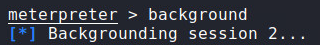 meterpreter > background
[*] Backgrounding session 2...